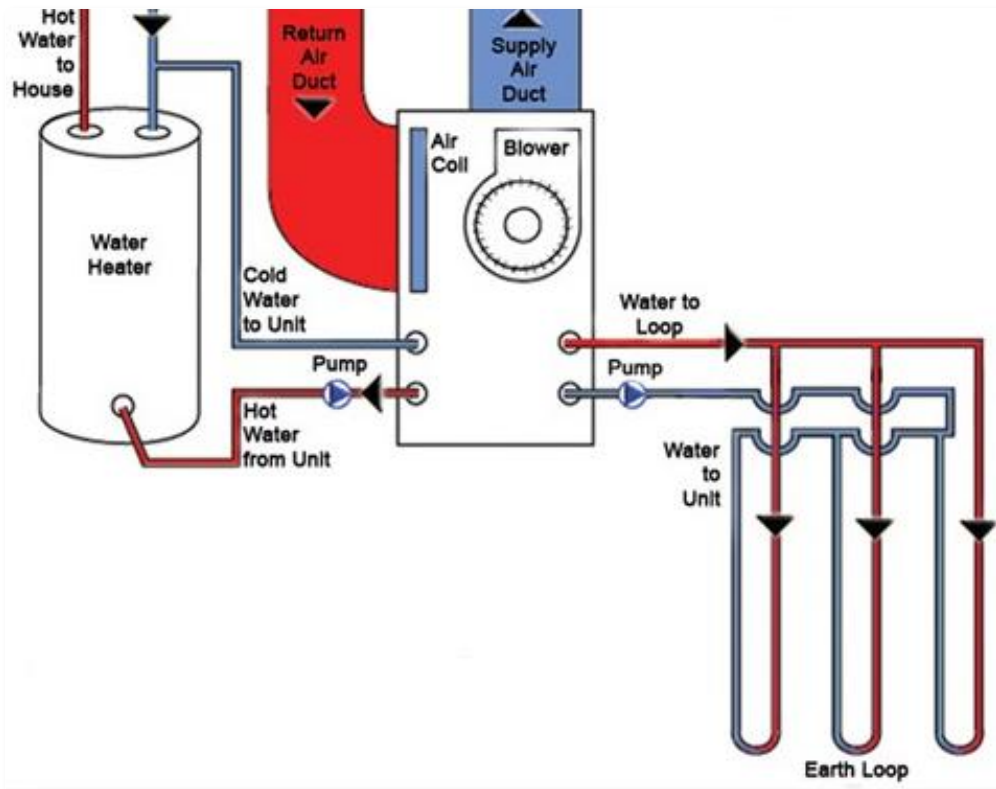 Hot
Water
to
House
Return
Air
Duct
Supply
Air
Duct
Air
Coil
Blower
Water
Heater
Cold
Water
to Unit
Water to
Loop
Pump
Pump
Hot
Water
from Unit
Water
to
Unit
Earth Loop